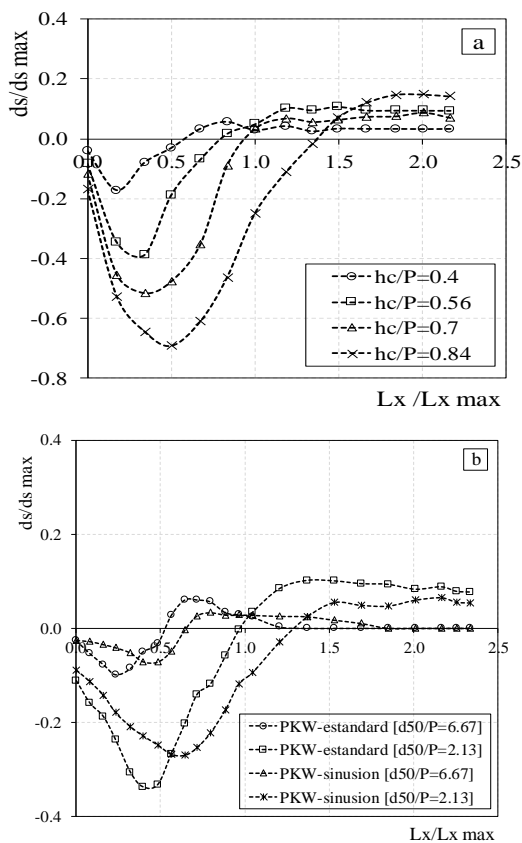 a
ds/ds max
0.4
0.2
0.0
-0.2
-0.4
-0.6
-0.8
0.0
0.5
1.0
1.5
2.0
2.5
hc/P=0.4
hc/P=0.56
hc/P=0.7
hc/P=0.84
Lx /Lx max
b
ds/ds max
0.4
0.2
0.0
-0.2
-0.4
0.0
0.5
1.0
1.5
2.0
2.5
PKW-estandard [d50/P=6.67]
PKW-estandard [d50/P=2.13]
PKW-sinusion [d50/P=6.67]
PKW-sinusion [d50/P=2.13]
Lx/Lx max